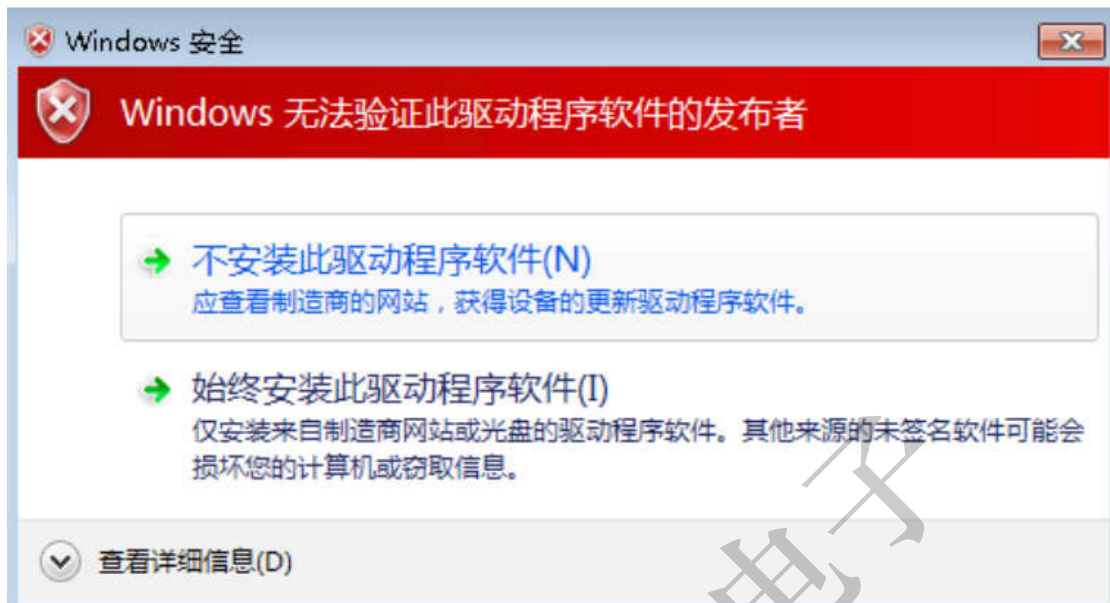 Windows 安全
Windows 无法验证此驱动程序软件的发布者
不安装此驱动程序软件(N)
应查看制造商的网站，获得设备的更新驱动程序软件。
始终安装此驱动程序软件(I)
仅安装来自制造商网站或光盘的驱动程序软件。其他来源的未签名软件可能会
损坏您的计算机或窃取信息。
查看详细信息(D)
电子